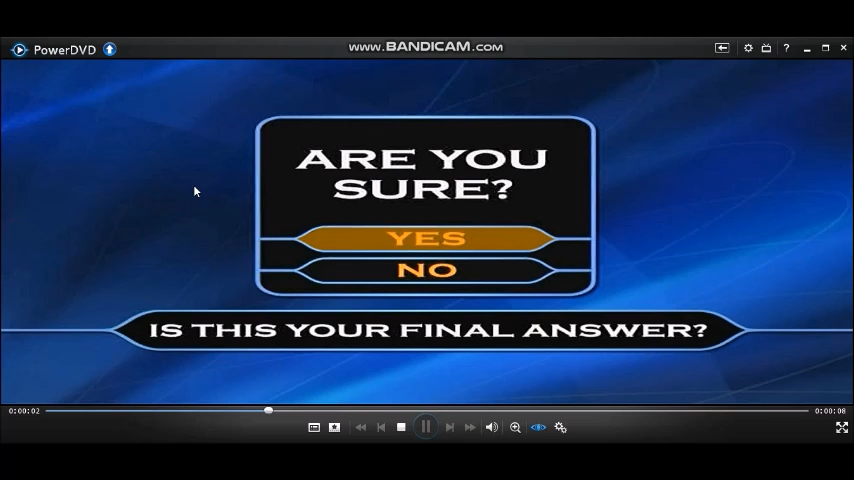 PowerDVD
www.BANDICAM.com
?
ARE YOU
SURE?
YES
NO
IS THIS YOUR FINAL ANSWER?
0:00:02
0:00:08